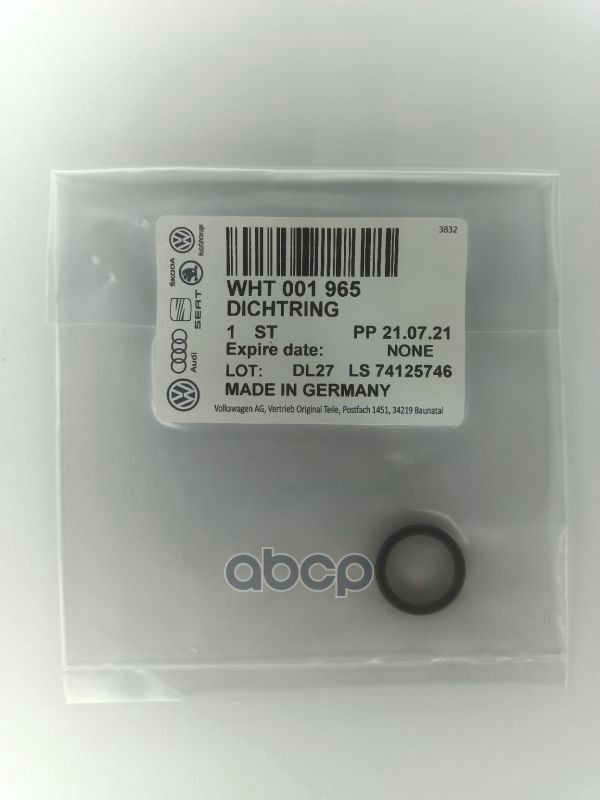 3832
ŠKODA
Nutzfahrzeuge
SEAT
Audi
WHT 001 965
DICHTRING
1 ST PP 21.07.21
Expire date: NONE
LOT: DL27 LS 74125746
MADE IN GERMANY
Volkswagen AG, Vertrieb Original Teile, Postfach 1451, 34219 Baunatal
abcp